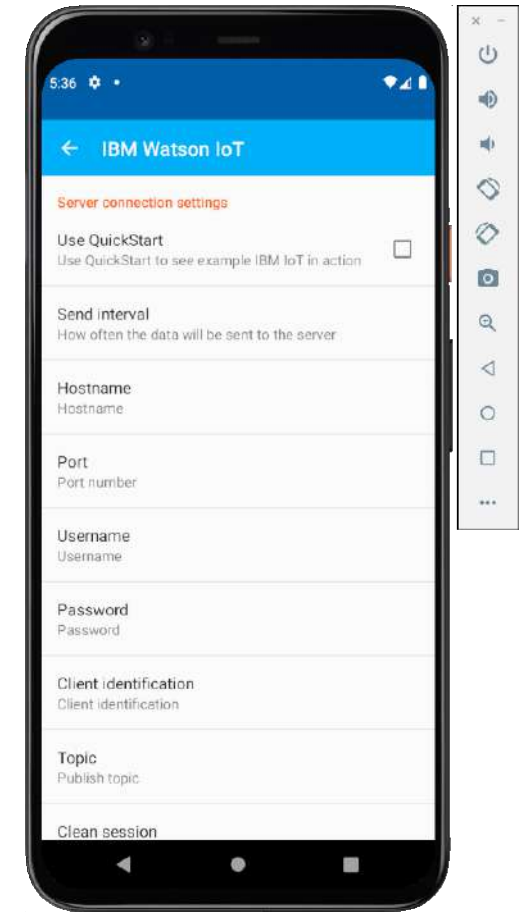 5:36
IBM Watson IoT
Server connection settings
Use QuickStart
Use QuickStart to see example IBM IoT in action
Send interval
How often the data will be sent to the server
Hostname
Hostname
Port
Port number
Username
Username
Password
Password
Client identification
Client identification
Topic
Publish topic
Clean session